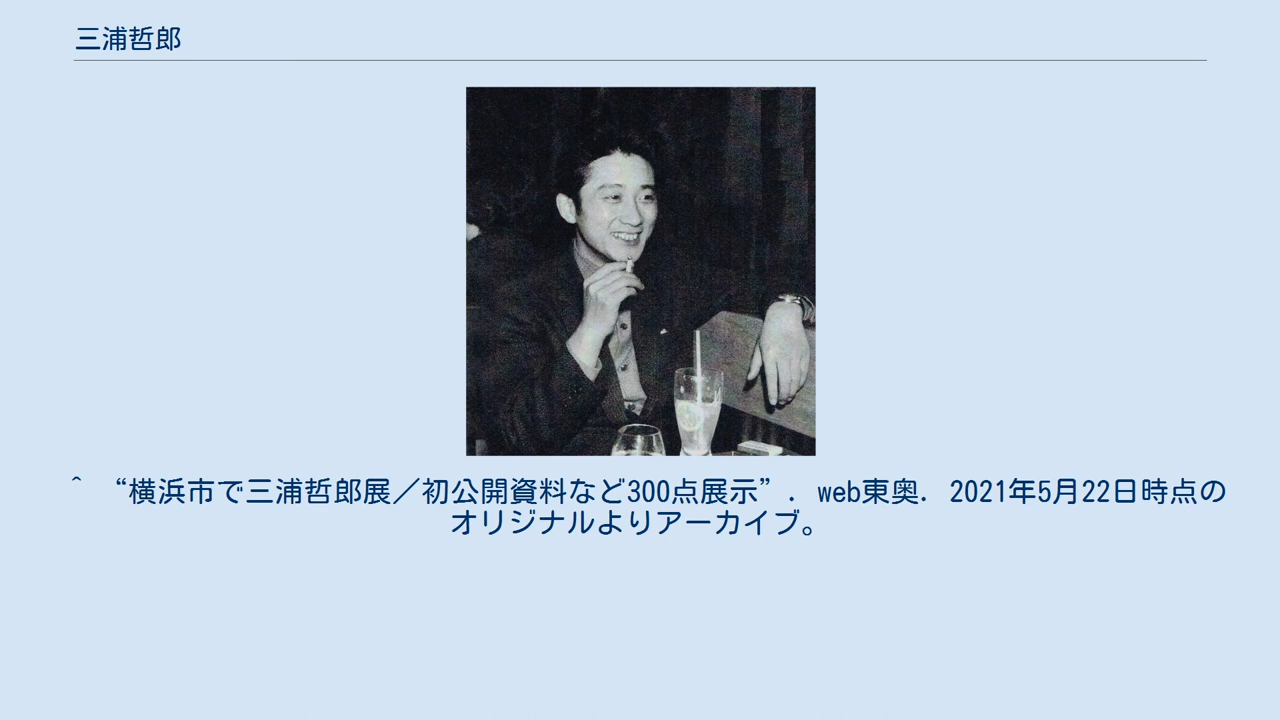 三浦哲郎
^ “横浜市で三浦哲郎展／初公開資料など300点展示”. web東奥. 2021年5月22日時点の
オリジナルよりアーカイブ。